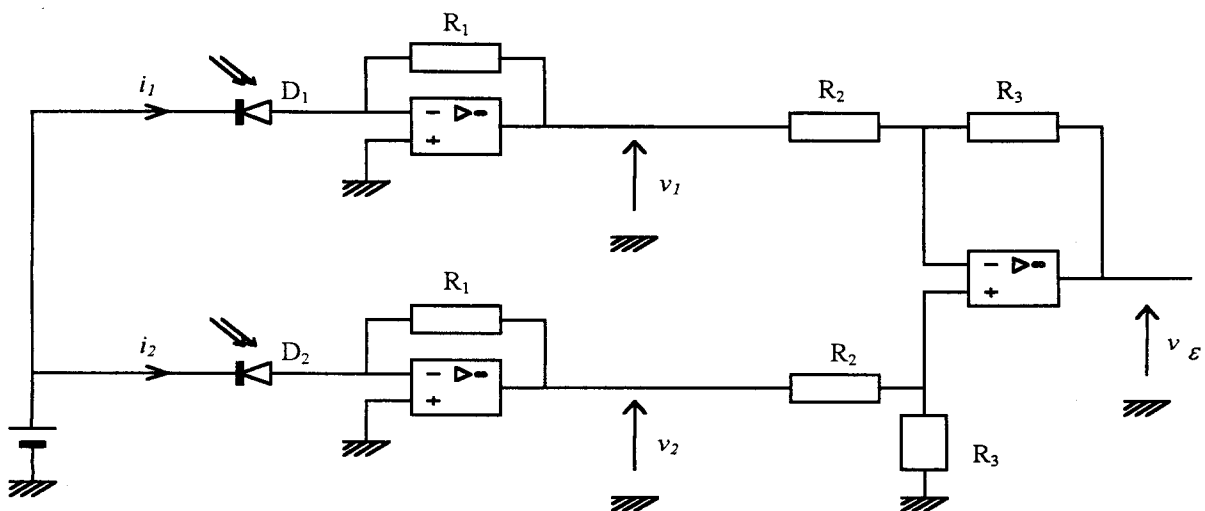 R1
i1
D1
- ▷∞
+
v1
R2
R3
- ▷∞
+
vε
R1
i2
D2
- ▷∞
+
v2
R2
R3